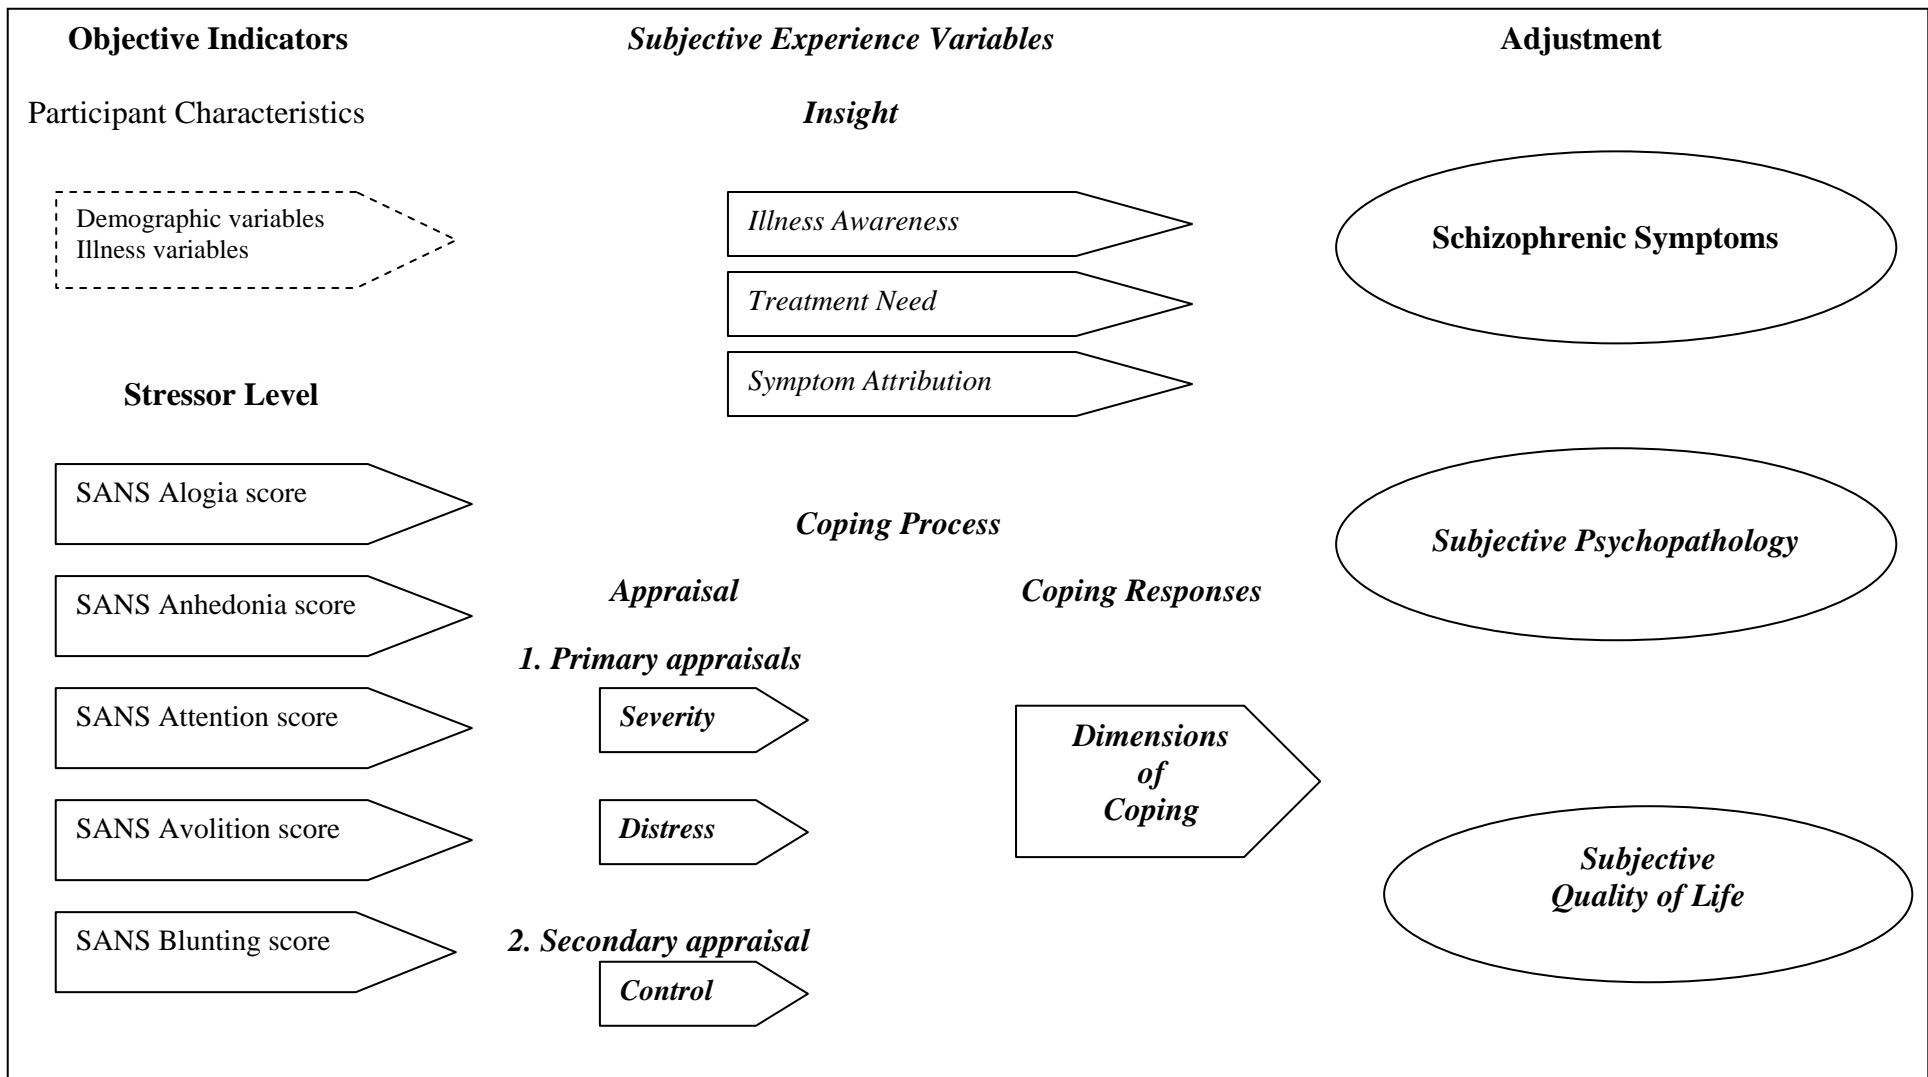 Objective Indicators
Participant Characteristics
Demographic variables
Illness variables
Stressor Level
SANS Alogia score
SANS Anhedonia score
SANS Attention score
SANS Avolition score
SANS Blunting score
Subjective Experience Variables
Insight
Illness Awareness
Treatment Need
Symptom Attribution
Coping Process
Appraisal
1. Primary appraisals
Severity
Distress
2. Secondary appraisal
Control
Coping Responses
Dimensions
of
Coping
Adjustment
Schizophrenic Symptoms
Subjective Psychopathology
Subjective
Quality of Life